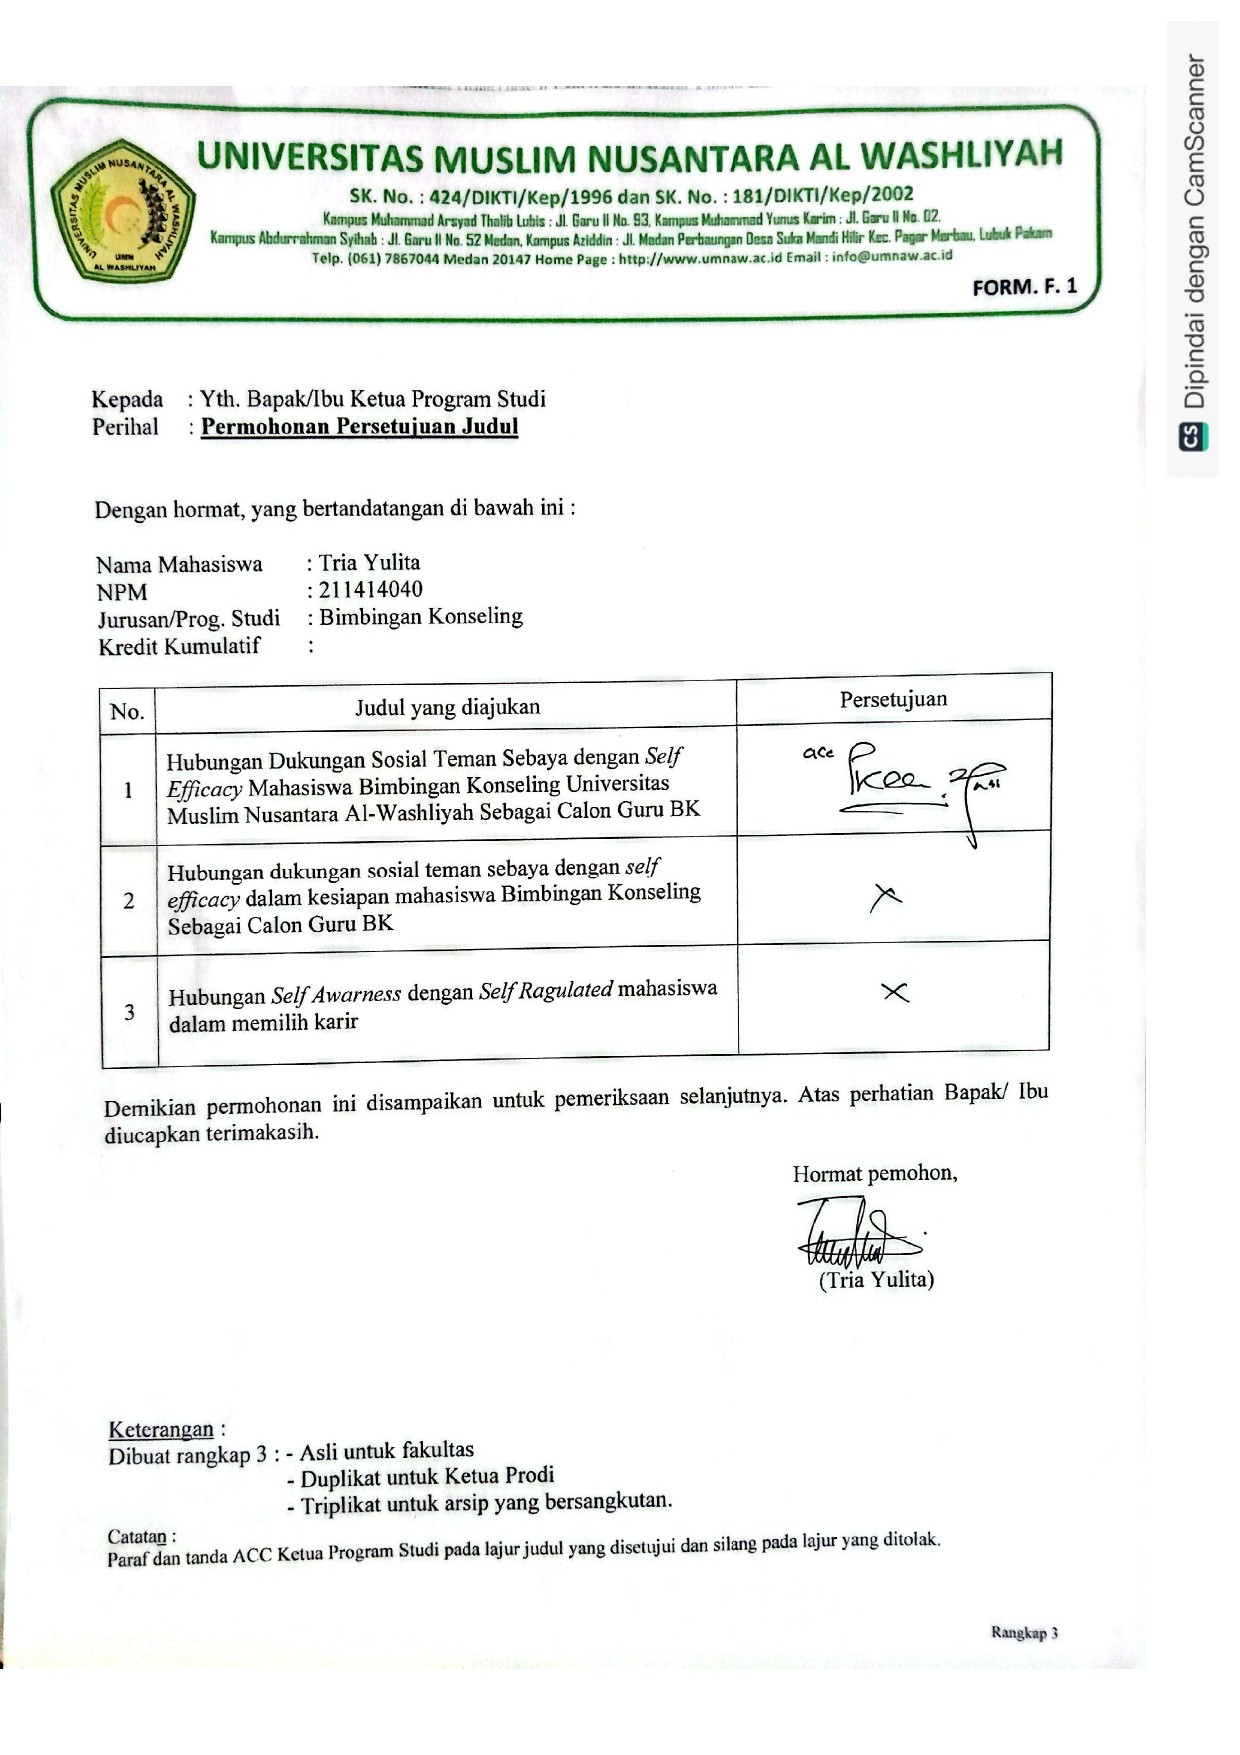 UNIVERSITAS MUSLIM NUSANTARA AL WASHLIYAH
SK. No. : 424/DIKTI/Kep/1996 dan SK. No. : 181/DIKTI/Kep/2002
Kampus Muhammad Arsyad Thalib Lubis : Jl. Garu II No. 93, Kampus Muhammad Yunus Karim : Jl. Garu II No. 02,
Kampus Abdurrahman Syihab : Jl. Garu II No. 52 Medan, Kampus Aziddin : Jl. Medan Perbaungan Desa Suka Mandi Hilir Kec. Pagar Merbau, Lubuk Pakam
Telp. (061) 7867044 Medan 20147 Home Page : http://www.umnaw.ac.id Email : info@umnaw.ac.id
FORM. F. 1
UNIVERSITAS MUSLIM NUSANTARA AL WASHLIYAH
UMN
AL WASHLIYAH
Kepada : Yth. Bapak/Ibu Ketua Program Studi
Perihal : Permohonan Persetujuan Judul
Dengan hormat, yang bertandatangan di bawah ini :
Nama Mahasiswa : Tria Yulita
NPM : 211414040
Jurusan/Prog. Studi : Bimbingan Konseling
Kredit Kumulatif :
No. Judul yang diajukan Persetujuan
1 Hubungan Dukungan Sosial Teman Sebaya dengan Self
Efficacy Mahasiswa Bimbingan Konseling Universitas
Muslim Nusantara Al-Washliyah Sebagai Calon Guru BK
acc
2 Hubungan dukungan sosial teman sebaya dengan self
efficacy dalam kesiapan mahasiswa Bimbingan Konseling
Sebagai Calon Guru BK
3 Hubungan Self Awarness dengan Self Ragulated mahasiswa
dalam memilih karir
Demikian permohonan ini disampaikan untuk pemeriksaan selanjutnya. Atas perhatian Bapak/ Ibu
diucapkan terimakasih.
Hormat pemohon,
(Tria Yulita)
Keterangan :
Dibuat rangkap 3 : - Asli untuk fakultas
- Duplikat untuk Ketua Prodi
- Triplikat untuk arsip yang bersangkutan.
Catatan :
Paraf dan tanda ACC Ketua Program Studi pada lajur judul yang disetujui dan silang pada lajur yang ditolak.
Rangkap 3
CS Dipindai dengan CamScanner